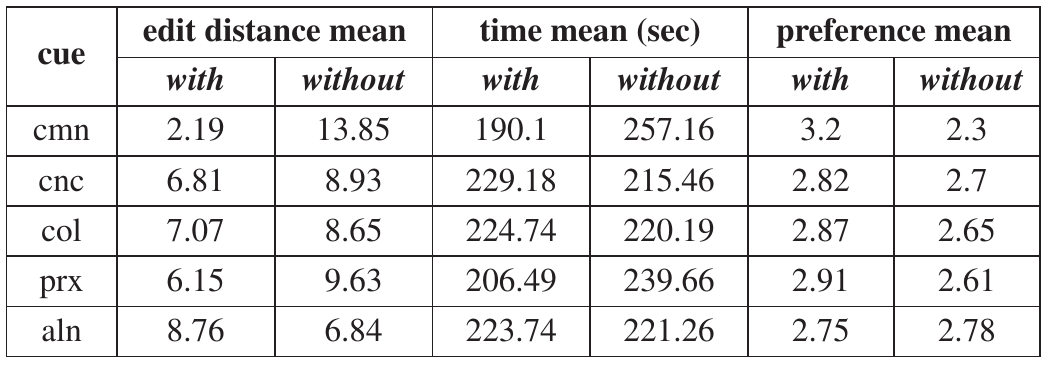 cue edit distance mean time mean (sec) preference mean
with without with without with without
cmn 2.19 13.85 190.1 257.16 3.2 2.3
cnc 6.81 8.93 229.18 215.46 2.82 2.7
col 7.07 8.65 224.74 220.19 2.87 2.65
prx 6.15 9.63 206.49 239.66 2.91 2.61
aln 8.76 6.84 223.74 221.26 2.75 2.78